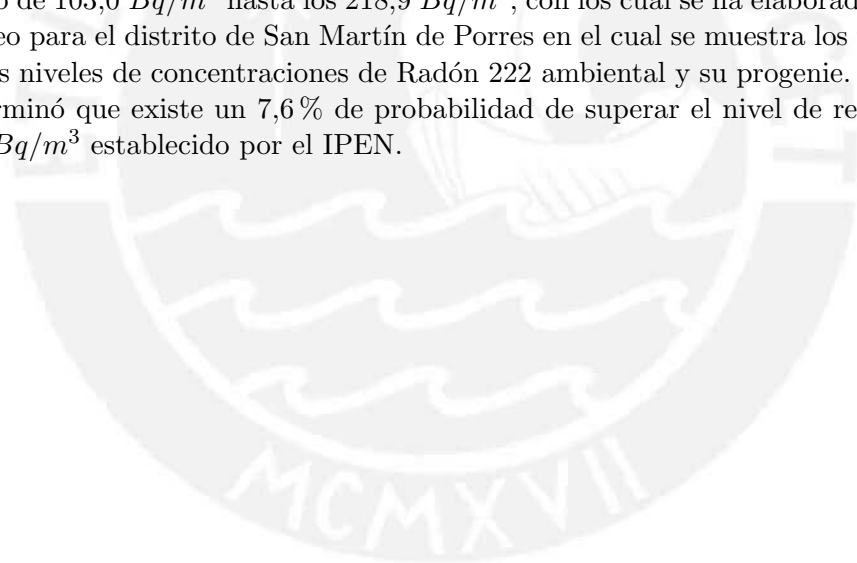 de 103,0 Bq/m hasta los 218,9 Bq/m , con los cual se ha elaborad
eo para el distrito de San Martín de Porres en el cual se muestra los
s niveles de concentraciones de Radón 222 ambiental y su progenie.
rminó que existe un 7,6 % de probabilidad de superar el nivel de re
Bq/m³ establecido por el IPEN.
MCMXVII